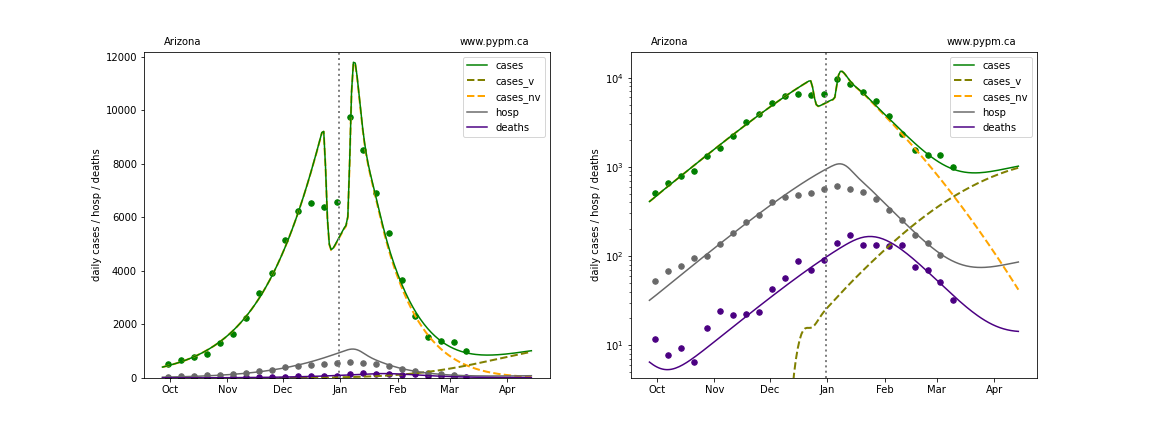 Arizona www.pypm.ca
12000
10000
8000
6000
4000
2000
0
daily cases / hosp / deaths
Oct Nov Dec Jan Feb Mar Apr
cases
cases_v
cases_nv
hosp
deaths
Arizona www.pypm.ca
10⁴
10³
10²
10¹
daily cases / hosp / deaths
Oct Nov Dec Jan Feb Mar Apr
cases
cases_v
cases_nv
hosp
deaths